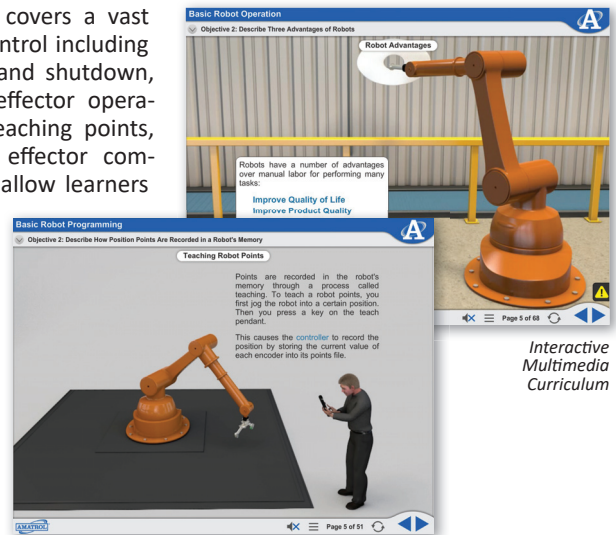 covers a vast
ntrol including
and shutdown,
effector opera-
eaching points,
effector com-
allow learners
Basic Robot Operation
Objective 2: Describe Three Advantages of Robots
Robot Advantages
Robots have a number of advantages
over manual labor for performing many
tasks:
Improve Quality of Life
Improve Product Quality
Page 5 of 68
Basic Robot Programming
Objective 2: Describe How Position Points Are Recorded in a Robot's Memory
Teaching Robot Points
Points are recorded in the robot's
memory through a process called
teaching. To teach a robot points, you
first jog the robot into a certain position.
Then you press a key on the teach
pendant.
This causes the controller to record the
position by storing the current value of
each encoder into its points file.
AMATROL
Page 5 of 51
Interactive
Multimedia
Curriculum